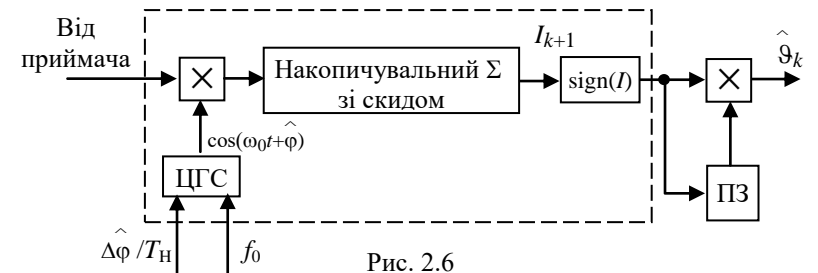 Від
приймача
×
Накопичувальний Σ
зі скидом
I_{k+1}
sign(I)
×
ϑ̂_k
cos(ω₀t+φ̂)
ЦГС
ПЗ
Δφ̂ /T_Н
f₀
Рис. 2.6